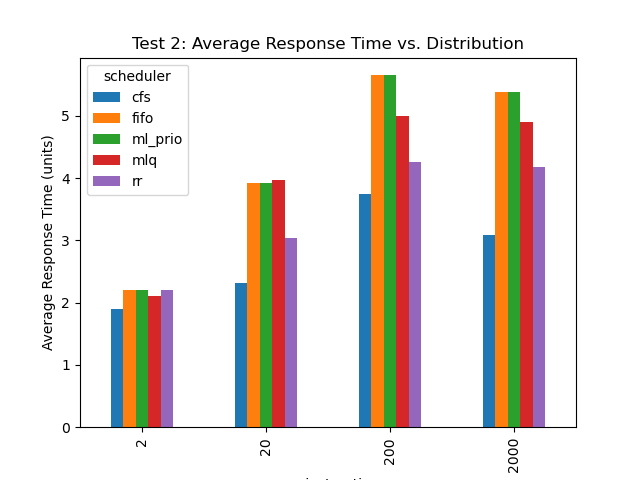 Test 2: Average Response Time vs. Distribution
scheduler
cfs
fifo
ml_prio
mlq
rr
Average Response Time (units)
5
4
3
2
1
0
2
20
200
2000